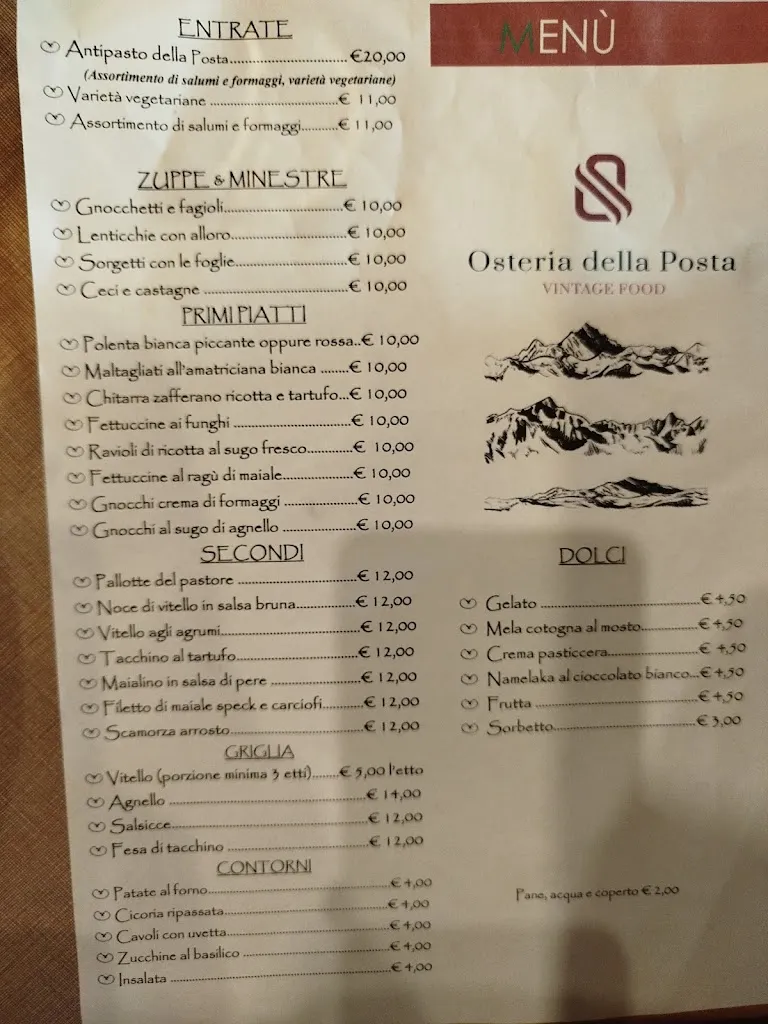 ENTRATE
Antipasto della Posta..............................€20,00
(Assortimento di salumi e formaggi, varietà vegetariane)
Varietà vegetariane ..............................€ 11,00
Assortimento di salumi e formaggi..........€ 11,00
ZUPPE & MINESTRE
Gnocchetti e fagioli..............................€ 10,00
Lenticchie con alloro..............................€ 10,00
Sorgetti con le foglie..............................€ 10,00
Ceci e castagne ..............................€ 10,00
PRIMI PIATTI
Polenta bianca piccante oppure rossa..€ 10,00
Maltagliati all'amatriciana bianca ........€ 10,00
Chitarra zafferano ricotta e tartufo...€ 10,00
Fettuccine ai funghi ..............................€ 10,00
Ravioli di ricotta al sugo fresco............€ 10,00
Fettuccine al ragù di maiale..................€ 10,00
Gnocchi crema di formaggi ....................€ 10,00
Gnocchi al sugo di agnello ...................€ 10,00
SECONDI
Pallotte del pastore ..............................€ 12,00
Noce di vitello in salsa bruna...............€ 12,00
Vitello agli agrumi..............................€ 12,00
Tacchino al tartufo..............................€ 12,00
Maialino in salsa di pere ......................€ 12,00
Filetto di maiale speck e carciofi..........€ 12,00
Scamorza arrosto..............................€ 12,00
GRIGLIA
Vitello (porzione minima 3 etti).......€ 5,00 l'etto
Agnello ..............................€ 14,00
Salsicce..............................€ 12,00
Fesa di tacchino ..............................€ 12,00
CONTORNI
Patate al forno..............................€ 4,00
Cicoria ripassata..............................€ 4,00
Cavoli con uvetta..............................€ 4,00
Zucchine al basilico ..............................€ 4,00
Insalata ..............................€ 4,00
MENÙ
Osteria della Posta
VINTAGE FOOD
DOLCI
Gelato ..............................€ 4,50
Mela cotogna al mosto..............€ 4,50
Crema pasticcera......................€ 4,50
Namelaka al cioccolato bianco...€ 4,50
Frutta ..............................€ 4,50
Sorbetto..............................€ 3,00
Pane, acqua e coperto € 2,00